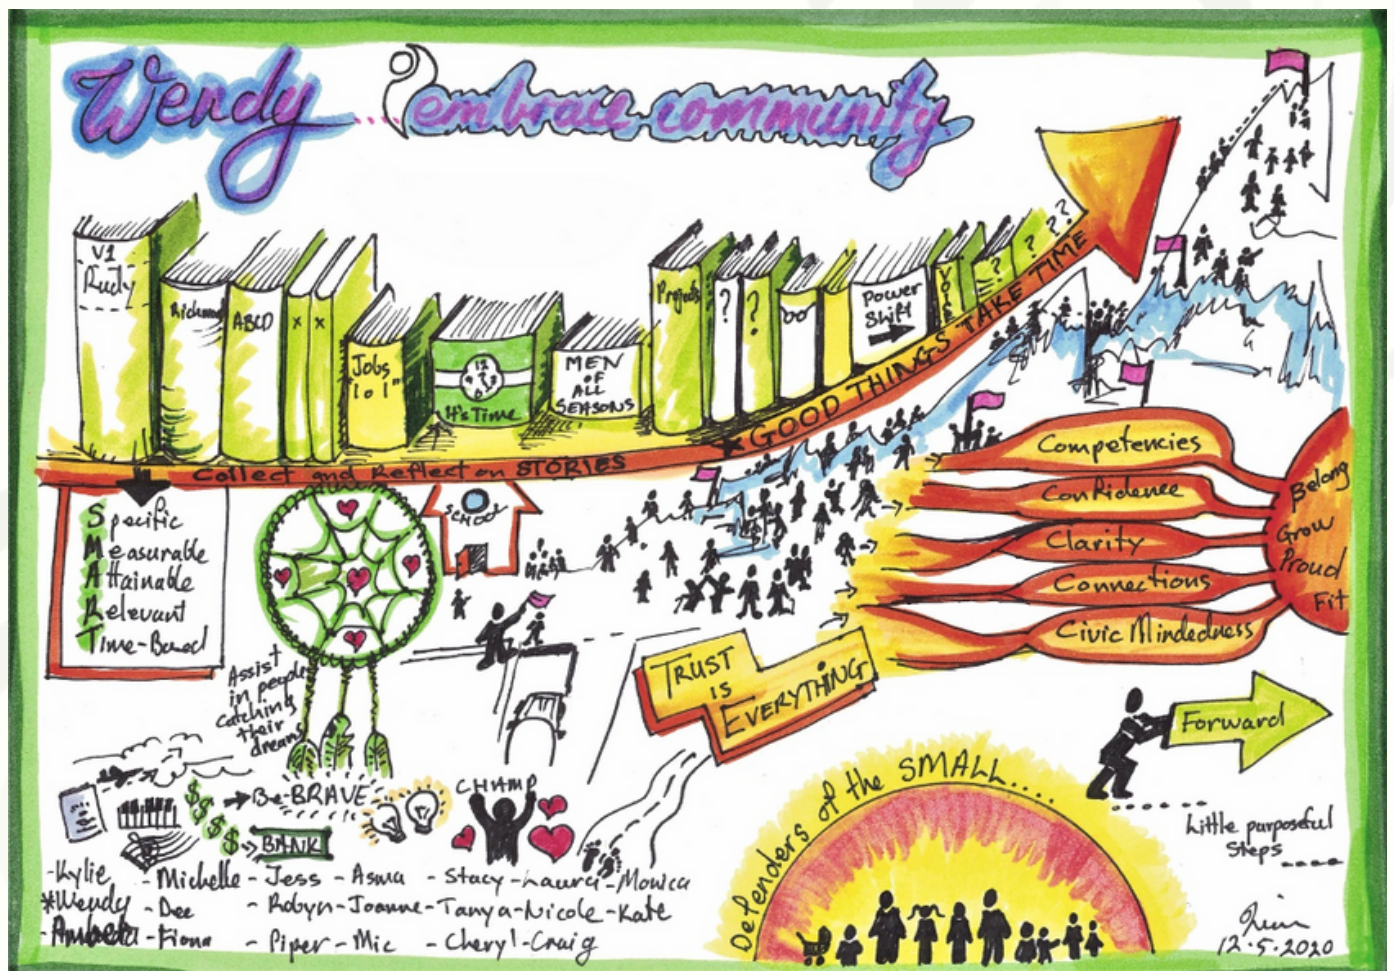 Wendy embrace community
V1
Rudy
Richmond
ABCD
x x
Jobs
"101"
12
It's Time
MEN
OF
ALL
SEASONS
Projects
? ?
Power
Shift
? ? ? ?
Collect and Reflect on STORIES
GOOD THINGS TAKE TIME
Specific
Measurable
Attainable
Relevant
Time-Based
SCHOOL
Assist
in people
catching
their
dreams
Competencies
Confidence
Clarity
Connections
Civic Mindedness
Belong
Grow
Proud
Fit
TRUST
IS
EVERYTHING
Forward
Little purposeful
steps
Defenders of the SMALL....
$ $ $ $
Be-BRAVE
BANK
CHAMP
-Kylie - Michelle - Jess - Asma - Stacy - Laura - Monica
*Wendy - Dee - Robyn - Joanne - Tanya - Nicole - Kate
- Fiona - Piper - Mic - Cheryl - Craig
12.5.2020